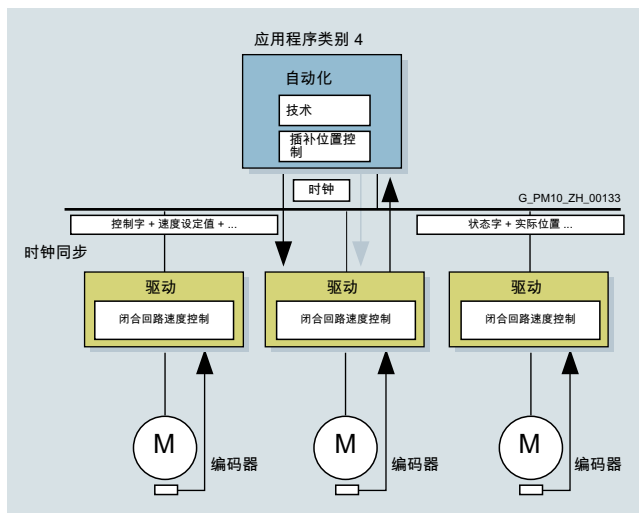 应用程序类别 4
自动化
技术
插补位置控
制
时钟
G_PM10_ZH_00133
控制字 + 速度设定值 + ...
状态字 + 实际位置 ...
时钟同步
驱动
驱动
驱动
闭合回路速度控制
闭合回路速度控制
闭合回路速度控制
M
M
M
编码器
编码器
编码器